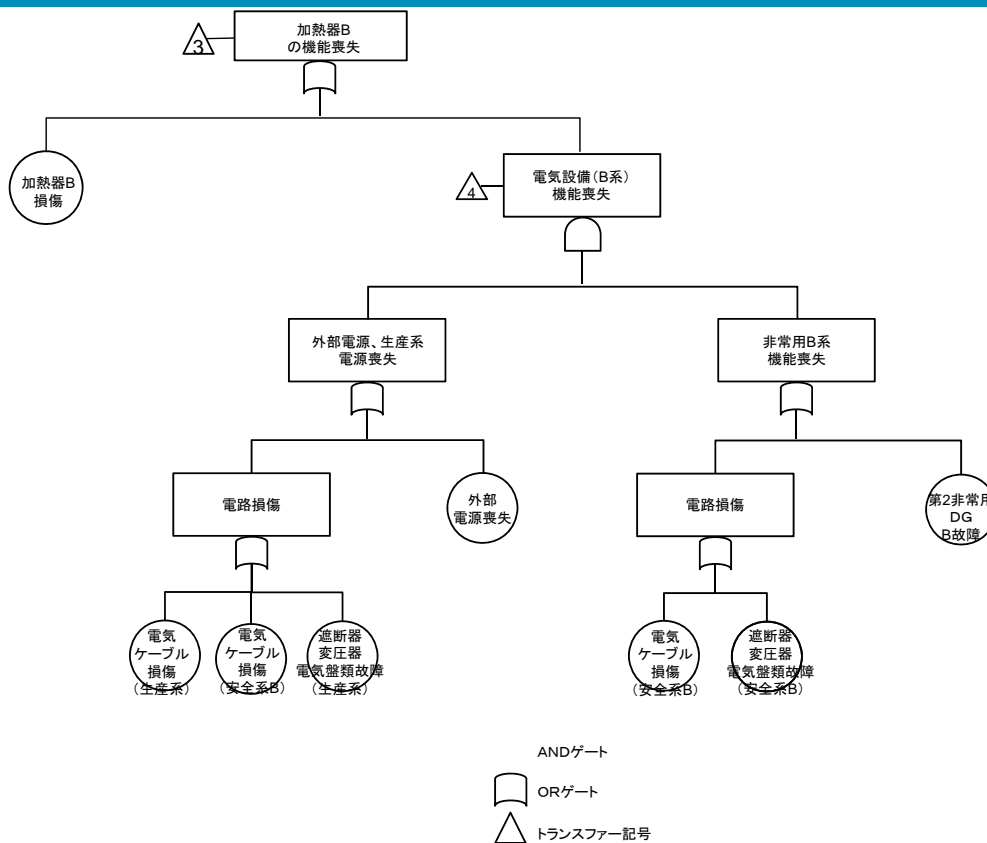 加熱器B
の機能喪失
3
加熱器B
損傷
電気設備(B系)
機能喪失
4
外部電源、生産系
電源喪失
非常用B系
機能喪失
電路損傷
外部
電源喪失
電路損傷
第2非常用
DG
B故障
電気
ケーブル
損傷
(生産系)
電気
ケーブル
損傷
(安全系B)
遮断器
変圧器
電気盤類故障
(生産系)
電気
ケーブル
損傷
(安全系B)
遮断器
変圧器
電気盤類故障
(安全系B)
ANDゲート
ORゲート
トランスファー記号